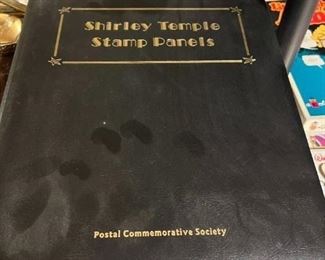 Shirley Temple
Stamp Panels
Postal Commemorative Society